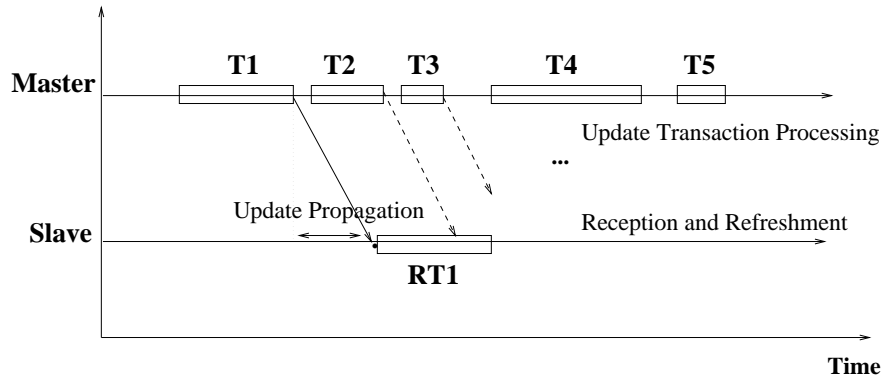 T1 T2 T3 T4 T5
Master
Update Transaction Processing
...
Update Propagation
Reception and Refreshment
Slave
RT1
Time